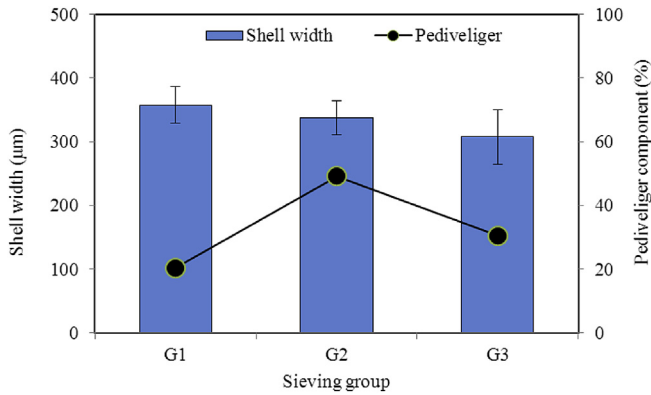 Shell width
Pediveliger
500
400
300
200
100
0
Shell width (µm)
100
80
60
40
20
0
Pediveliger component (%)
G1
G2
G3
Sieving group